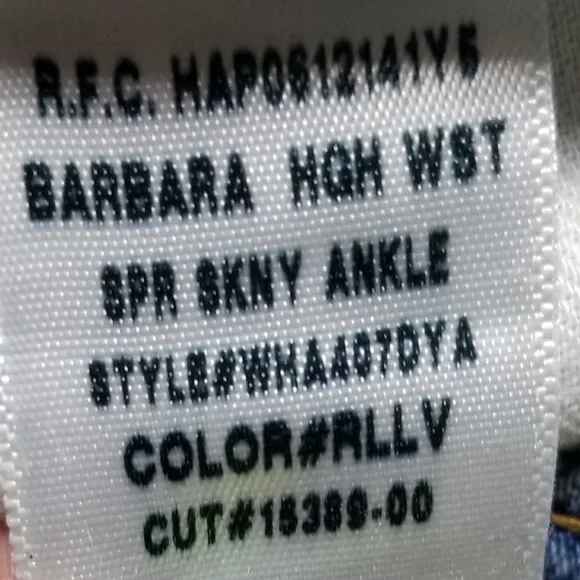 R.F.C. HAP0612141Y5
BARBARA HGH WST
SPR SKNY ANKLE
STYLE#WHA407DYA
COLOR#RLLV
CUT#15389-00